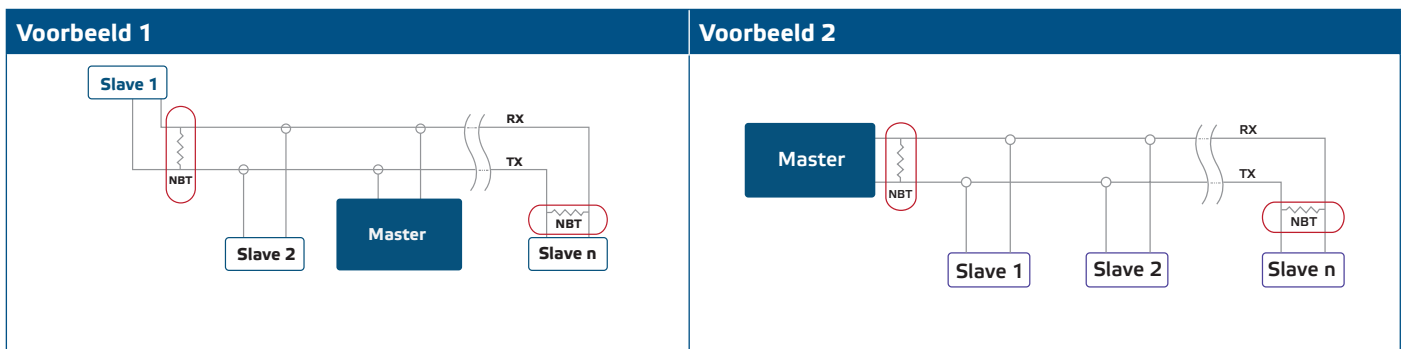 Voorbeeld 1
Slave 1
RX
TX
NBT
NBT
Slave 2
Master
Slave n
Voorbeeld 2
Master
RX
TX
NBT
NBT
Slave 1
Slave 2
Slave n